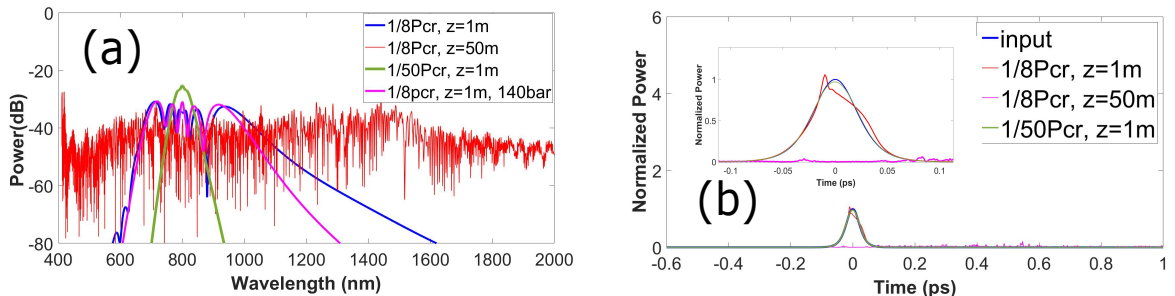 (a)
1/8Pcr, z=1m
1/8Pcr, z=50m
1/50Pcr, z=1m
1/8pcr, z=1m, 140bar
0
-20
-40
-60
-80
Power(dB)
400 600 800 1000 1200 1400 1600 1800 2000
Wavelength (nm)
(b)
input
1/8Pcr, z=1m
1/8Pcr, z=50m
1/50Pcr, z=1m
6
4
2
0
Normalized Power
-0.6 -0.4 -0.2 0 0.2 0.4 0.6 0.8 1
Time (ps)
1
0.5
0
Normalized Power
-0.1 -0.05 0 0.05 0.1
Time (ps)